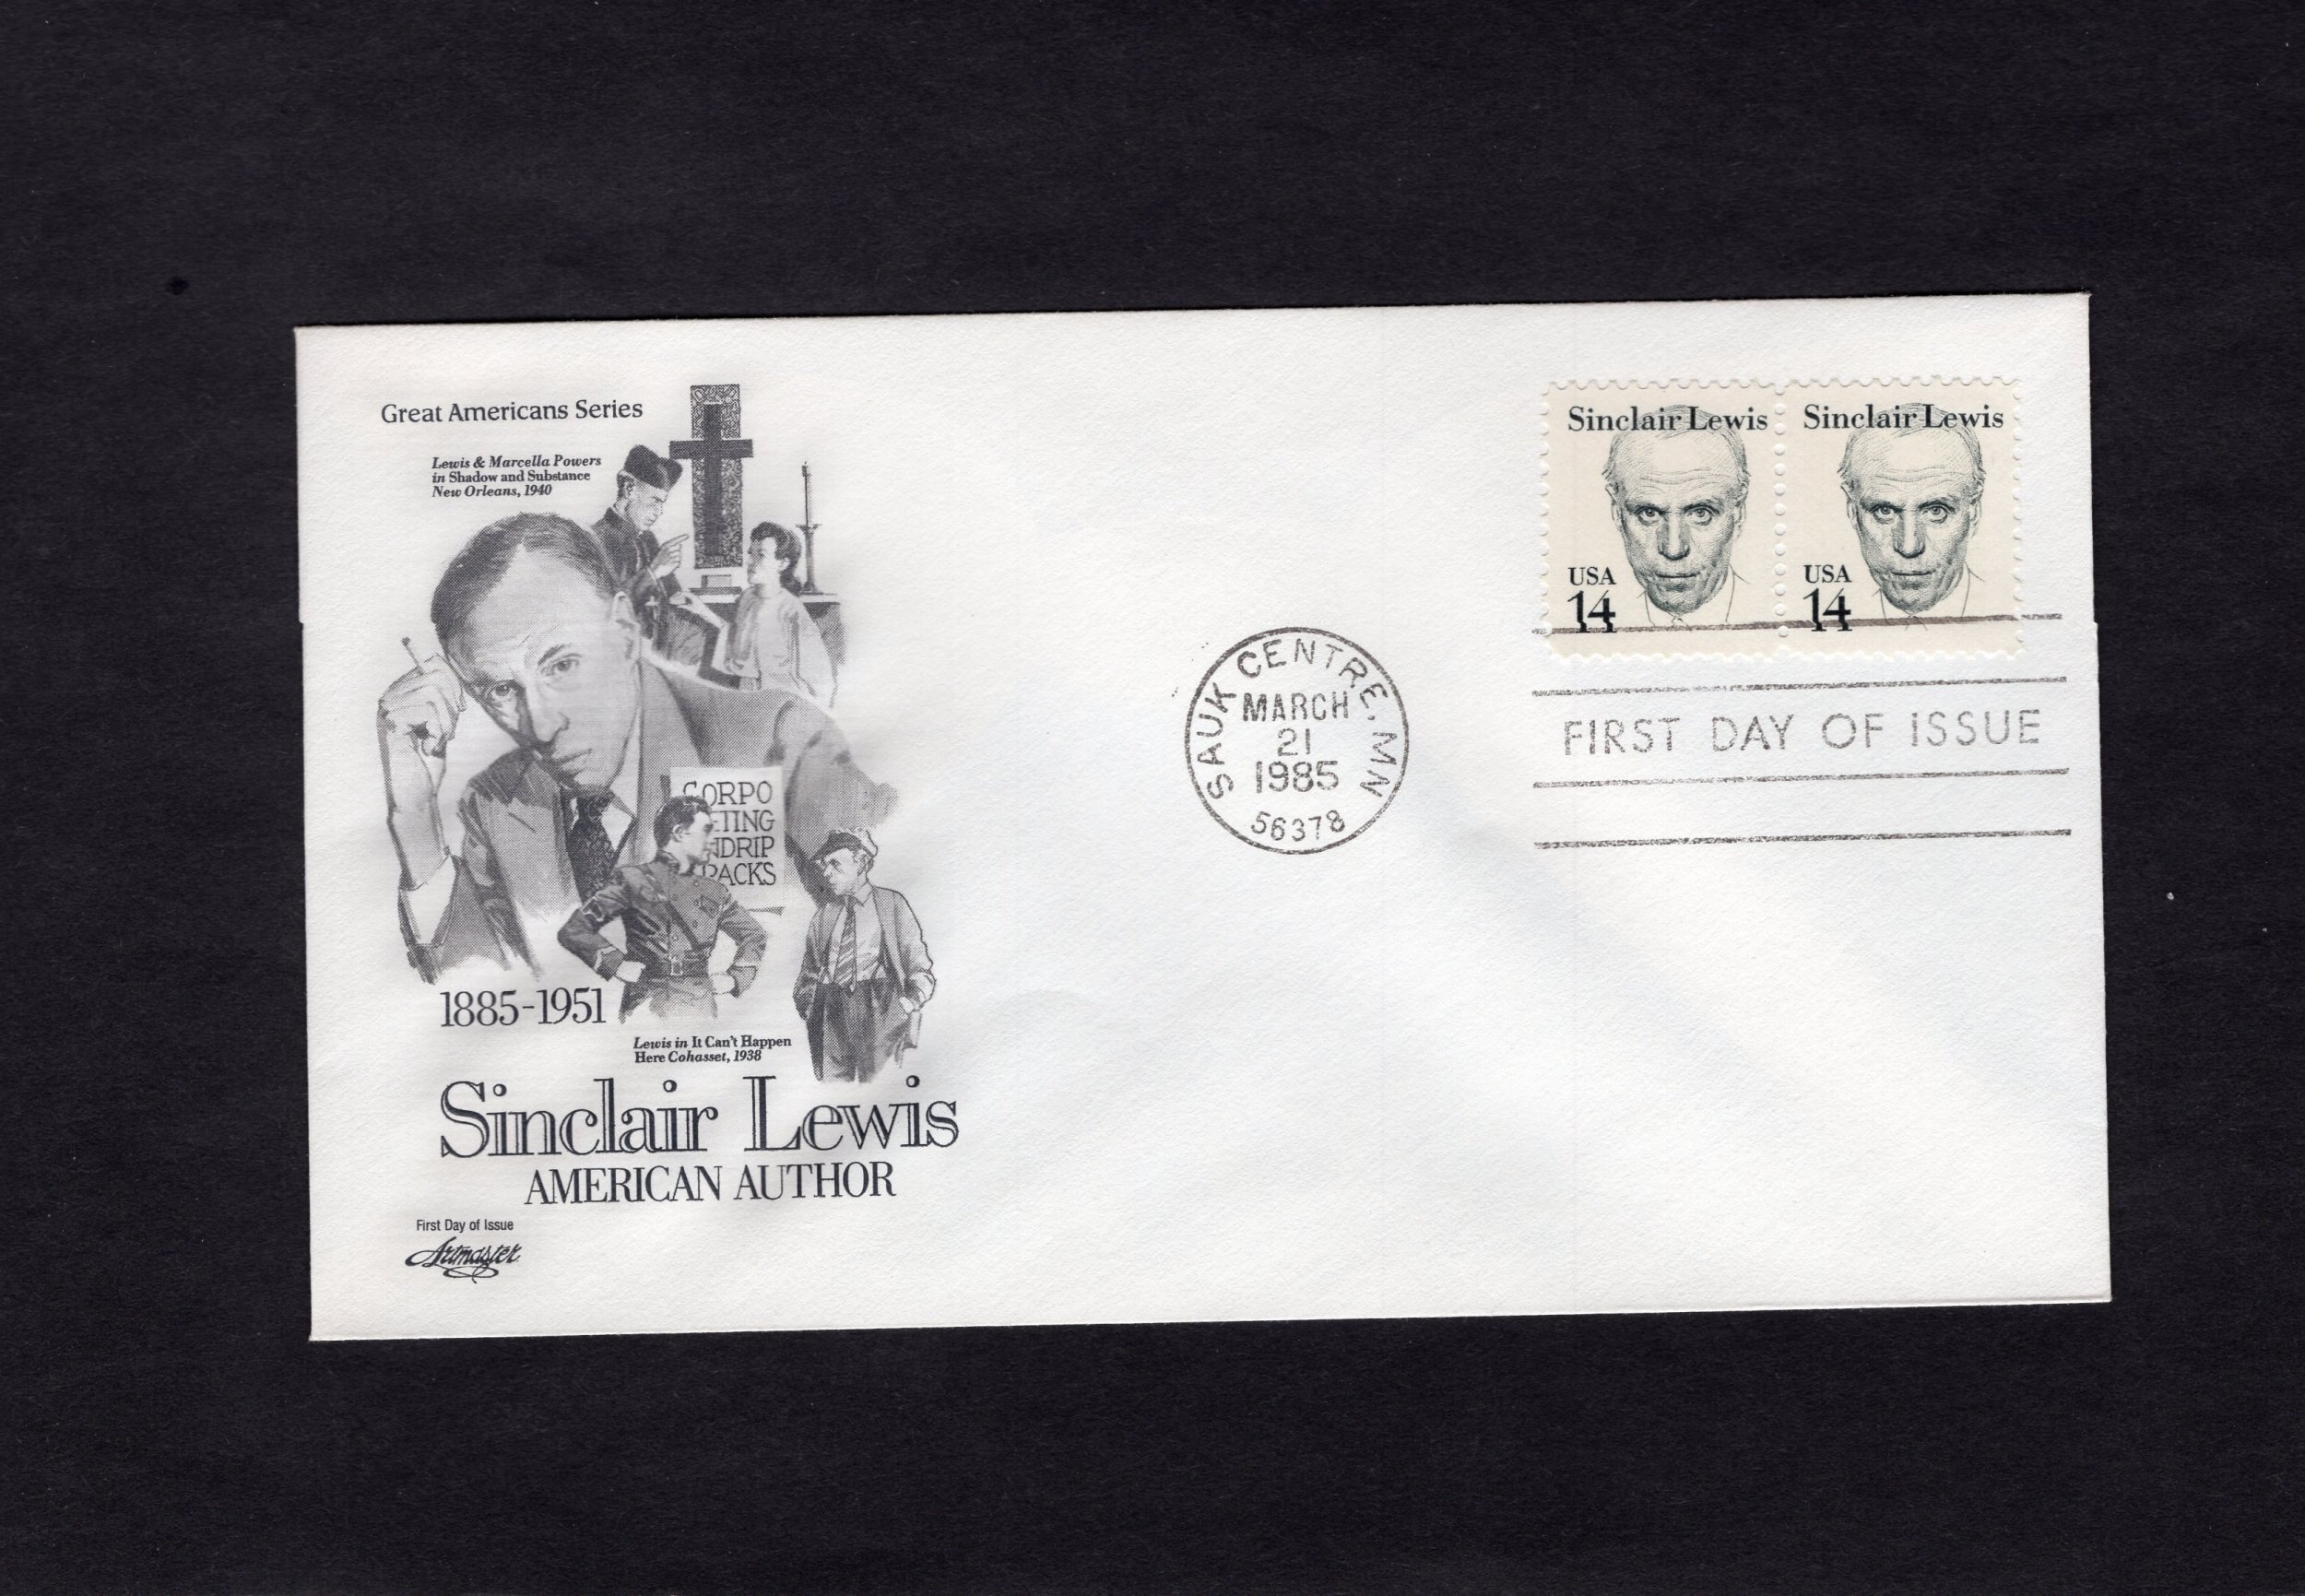 Great Americans Series
Lewis & Marcella Powers
in Shadow and Substance
New Orleans, 1940
CORPO
ETING
NDRIP
RACKS
1885-1951
Lewis in It Can't Happen
Here Cohasset, 1938
Sinclair Lewis
AMERICAN AUTHOR
First Day of Issue
Artmaster
SAUK CENTRE, MN
MARCH
21
1985
56378
Sinclair Lewis
USA
14
Sinclair Lewis
USA
14
FIRST DAY OF ISSUE